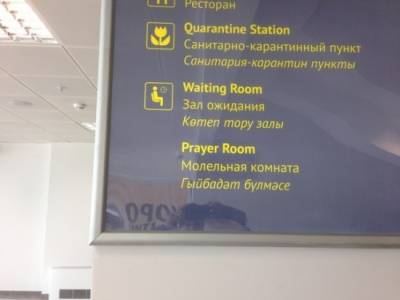 Ресторан
Quarantine Station
Санитарно-карантинный пункт
Санитария-карантин пункты
Waiting Room
Зал ожидания
Көтеп тору залы
Prayer Room
Молельная комната
Гыйбадәт бүлмәсе